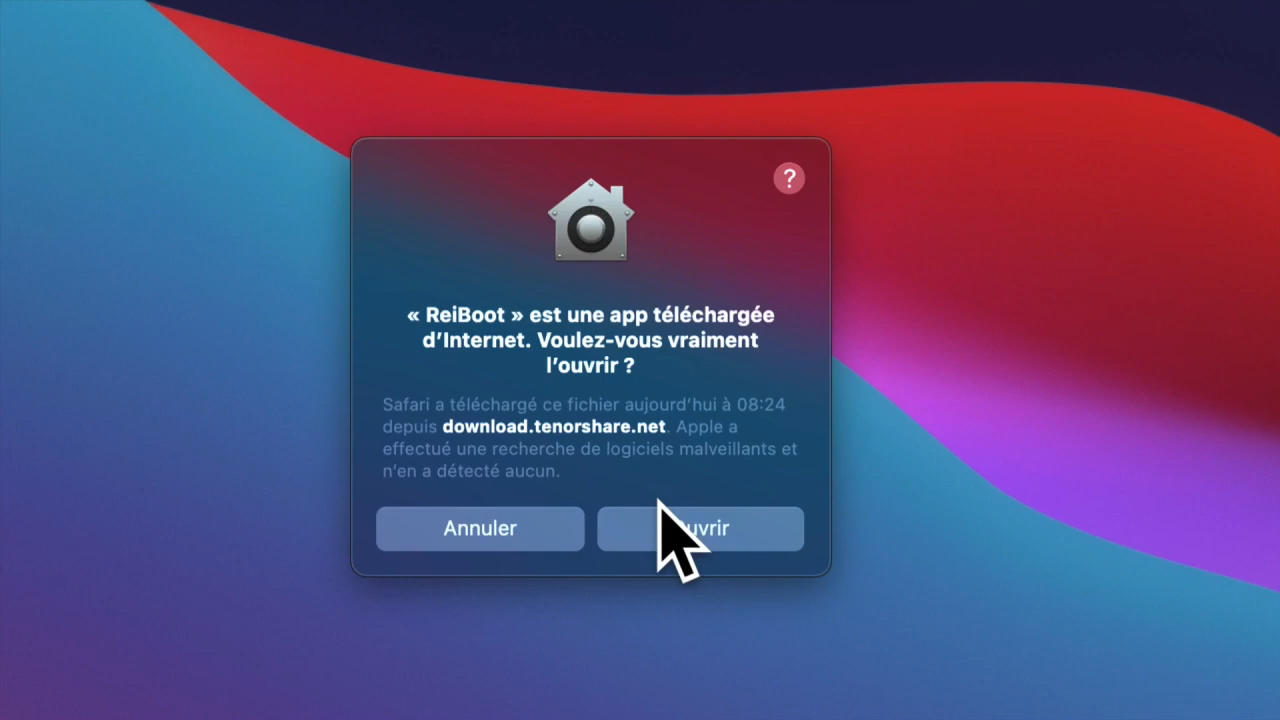 ?
« ReiBoot » est une app téléchargée
d’Internet. Voulez-vous vraiment
l’ouvrir ?
Safari a téléchargé ce fichier aujourd’hui à 08:24
depuis download.tenorshare.net. Apple a
effectué une recherche de logiciels malveillants et
n’en a détecté aucun.
Annuler
uvrir